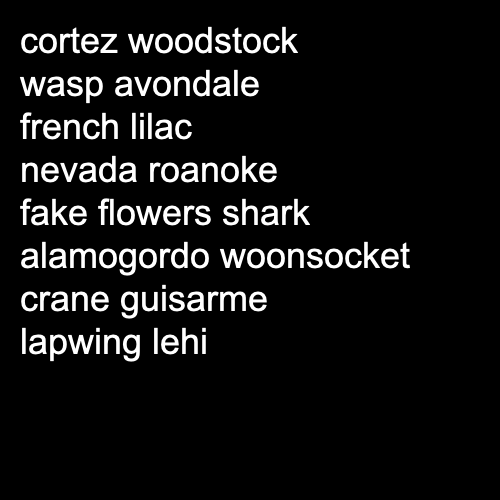 cortez woodstock
wasp avondale
french lilac
nevada roanoke
fake flowers shark
alamogordo woonsocket
crane guisarme
lapwing lehi